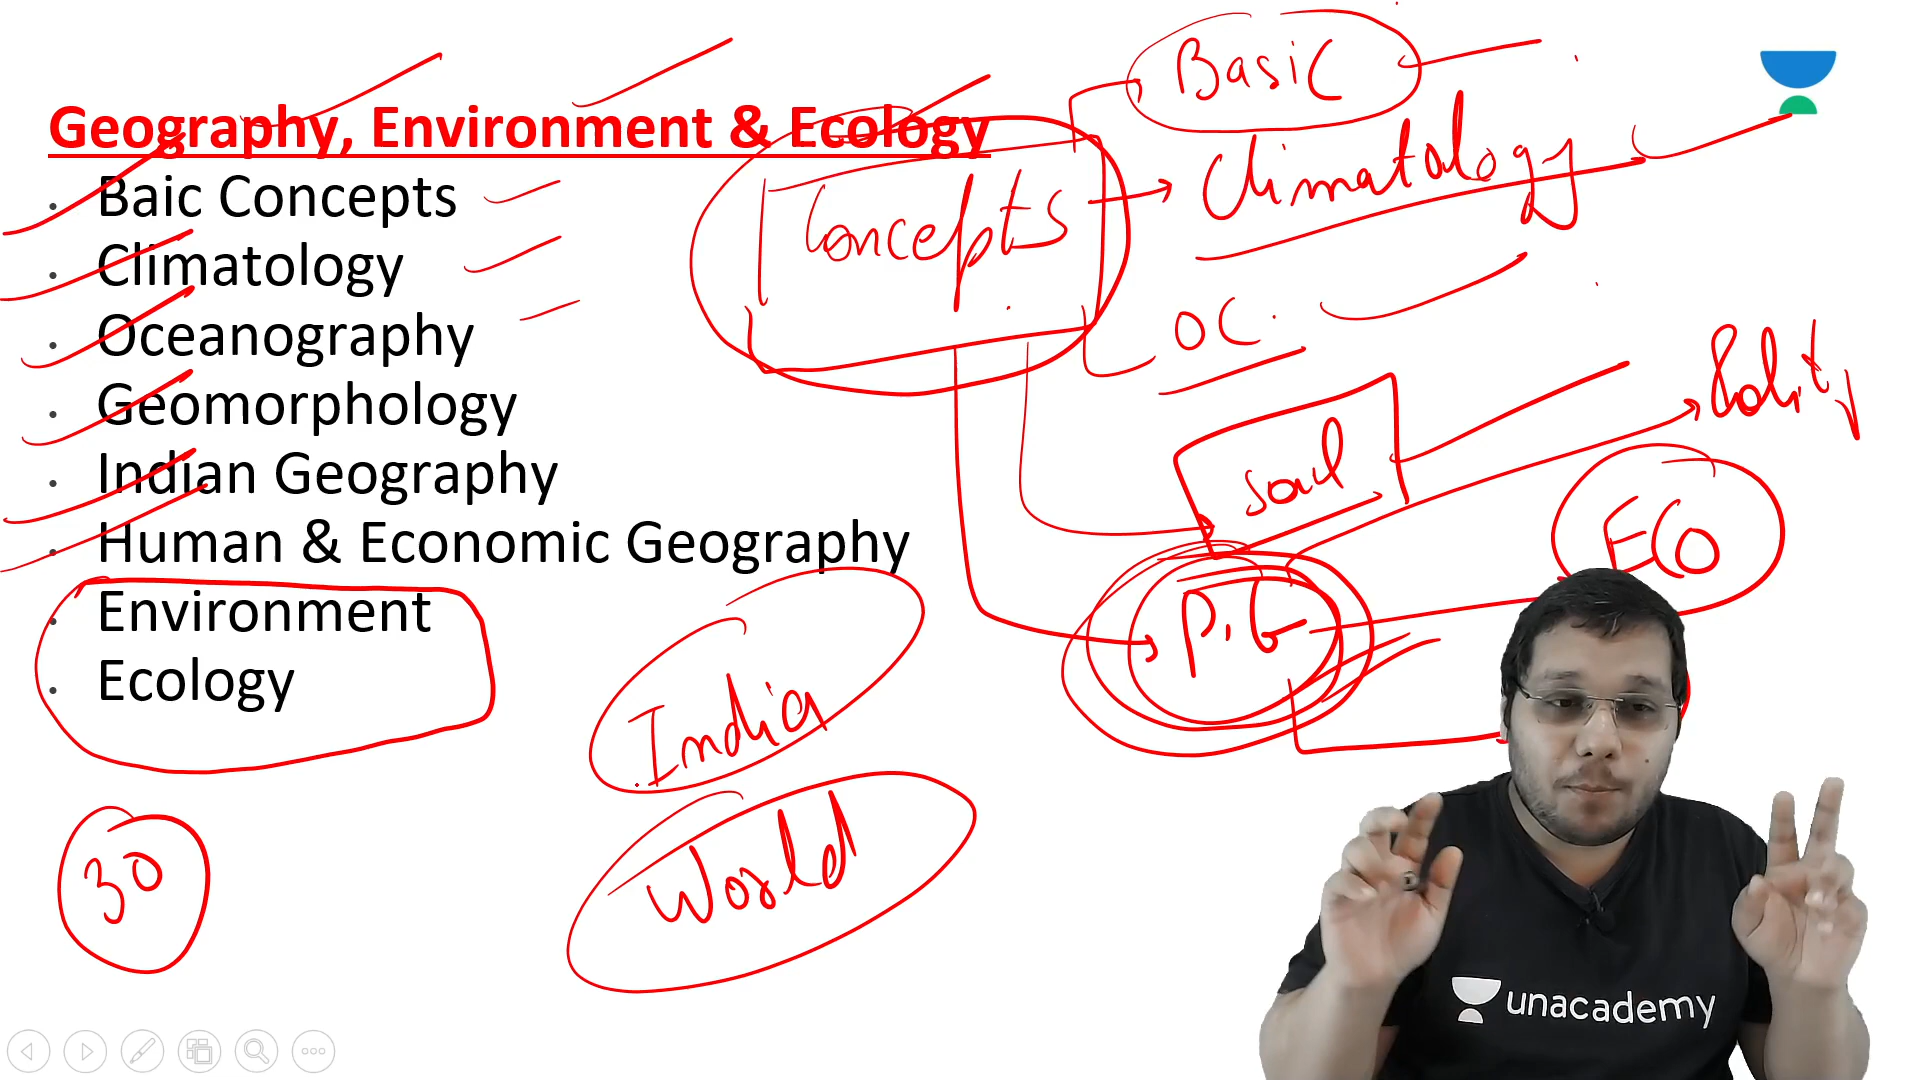 Geography, Environment & Ecology
Baic Concepts
Climatology
Oceanography
Geomorphology
Indian Geography
Human & Economic Geography
Environment
Ecology
30
Concepts
Basic
Climatology
OC.
Polity
ECO
P.G
India
World
unacademy